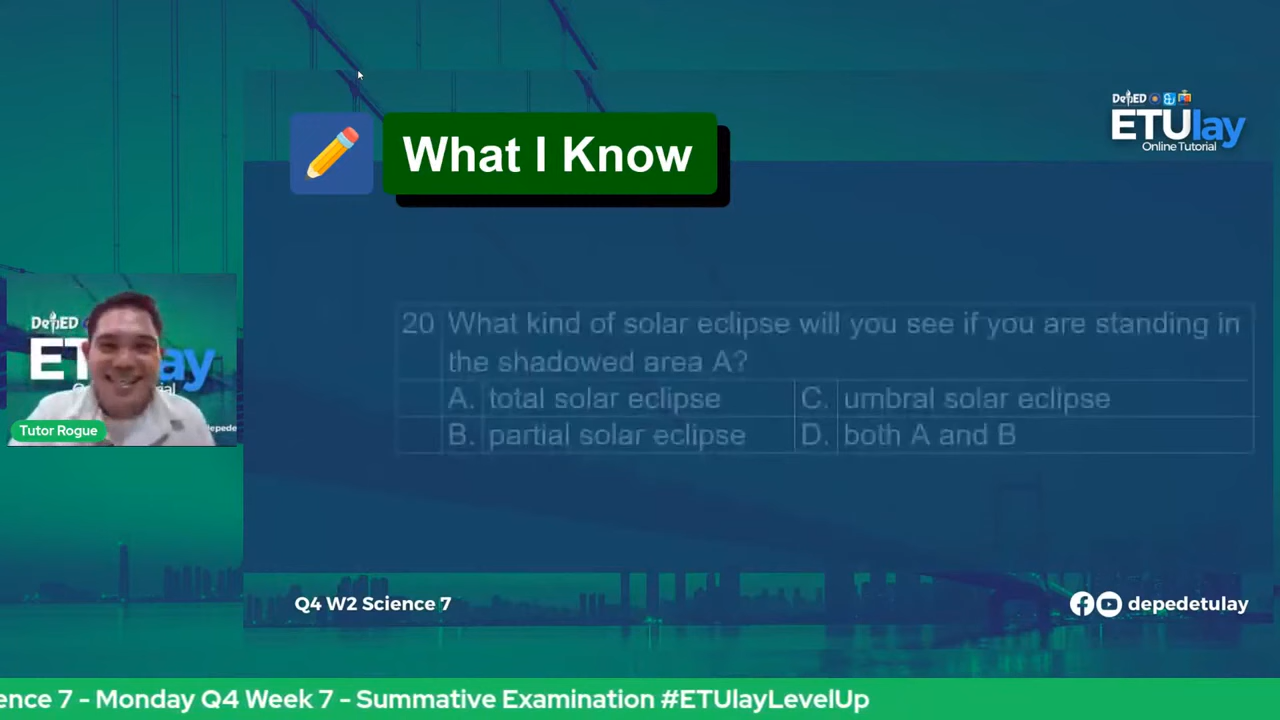 DepED
ETUlay
Online Tutorial
What I Know
20 What kind of solar eclipse will you see if you are standing in
the shadowed area A?
A. total solar eclipse C. umbral solar eclipse
B. partial solar eclipse D. both A and B
DepED
Tutor Rogue
Q4 W2 Science 7
depedetulay
ence 7 - Monday Q4 Week 7 - Summative Examination #ETUlayLevelUp